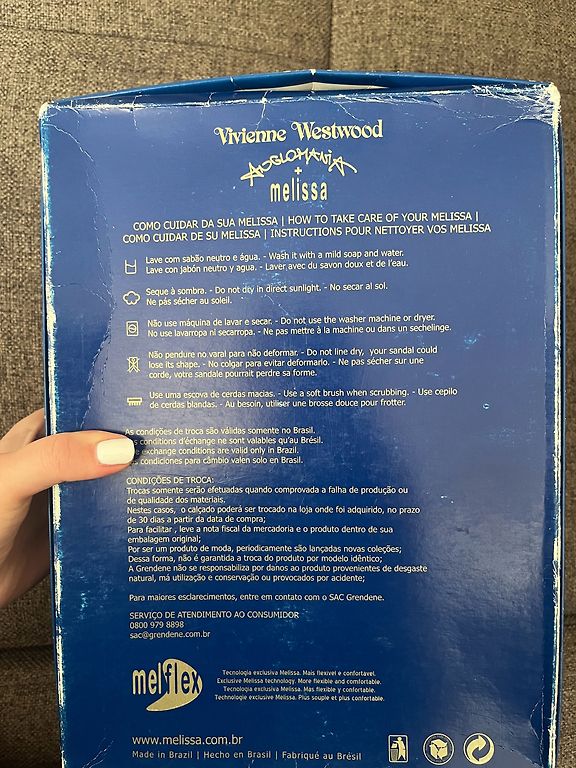 Vivienne Westwood
ANGLOMANIA
+
melissa
COMO CUIDAR DA SUA MELISSA | HOW TO TAKE CARE OF YOUR MELISSA |
COMO CUIDAR DE SU MELISSA | INSTRUCTIONS POUR NETTOYER VOS MELISSA
Lave com sabão neutro e água. - Wash it with a mild soap and water.
Lave con jabón neutro y agua. - Laver avec du savon doux et de l'eau.
Seque à sombra. - Do not dry in direct sunlight. - No secar al sol.
Ne pás sécher au soleil.
Não use máquina de lavar e secar. - Do not use the washer machine or dryer.
No use lavarropa ni secarropa. - Ne pas mettre à la machine ou dans un sechelinge.
Não pendure no varal para não deformar. - Do not line dry, your sandal could
lose its shape. - No colgar para evitar deformarlo. - Ne pas sécher sur une
corde, votre sandale pourrait perdre sa forme.
Use uma escova de cerdas macias. - Use a soft brush when scrubbing. - Use cepilo
de cerdas blandas. - Au besoin, utiliser une brosse douce pour frotter.
As condições de troca são válidas somente no Brasil.
conditions d'échange ne sont valables qu'au Brésil.
exchange conditions are valid only in Brazil.
condiciones para câmbio valen solo en Brasil.
CONDIÇÕES DE TROCA:
Trocas somente serão efetuadas quando comprovada a falha de produção ou
de qualidade dos materiais.
Nestes casos, o calçado poderá ser trocado na loja onde foi adquirido, no prazo
de 30 dias a partir da data de compra;
Para facilitar , leve a nota fiscal da mercadoria e o produto dentro de sua
embalagem original;
Por ser um produto de moda, periodicamente são lançadas novas coleções;
Dessa forma, não é garantida a troca do produto por modelo idêntico;
A Grendene não se responsabiliza por danos ao produto provenientes de desgaste
natural, má utilização e conservação ou provocados por acidente;
Para maiores esclarecimentos, entre em contato com o SAC Grendene.
SERVIÇO DE ATENDIMENTO AO CONSUMIDOR
0800 979 8898
sac@grendene.com.br
melflex
Tecnologia exclusiva Melissa. Mais flexível e confortável.
Exclusive Melissa technology. More flexible and comfortable.
Tecnologia exclusiva Melissa. Más flexible y confortable.
Technologie exclusive Melissa. Plus souple et plus confortable.
www.melissa.com.br
Made in Brazil | Hecho en Brasil | Fabriqué au Brésil